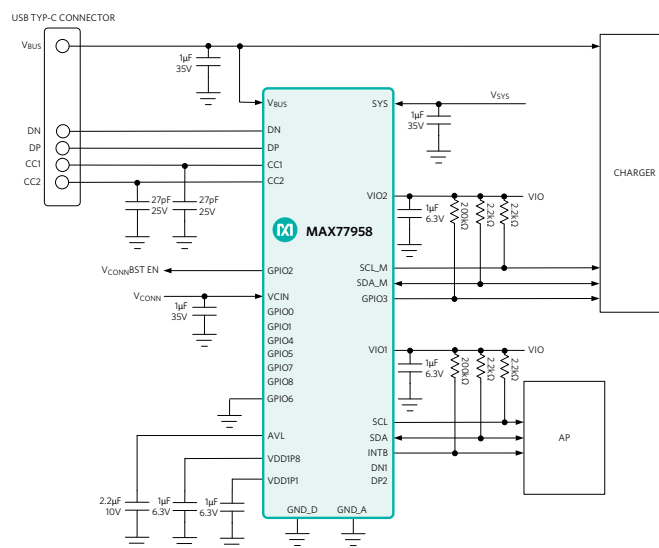 USB TYP-C CONNECTOR
VBUS
1µF
35V
DN
DP
CC1
CC2
27pF
25V
27pF
25V
VBUS
DN
DP
CC1
CC2
SYS
VSYS
1µF
35V
CHARGER
MAX77958
VIO2
VIO
1µF
6.3V
200kΩ
2.2kΩ
2.2kΩ
SCL_M
SDA_M
GPIO3
VCONNBST EN
GPIO2
VCONN
1µF
35V
VCIN
GPIO0
GPIO1
GPIO4
GPIO5
GPIO7
GPIO8
GPIO6
VIO1
VIO
1µF
6.3V
200kΩ
2.2kΩ
2.2kΩ
SCL
SDA
INTB
DN1
DP2
AP
AVL
VDD1P8
VDD1P1
2.2µF
10V
1µF
6.3V
1µF
6.3V
GND_D
GND_A